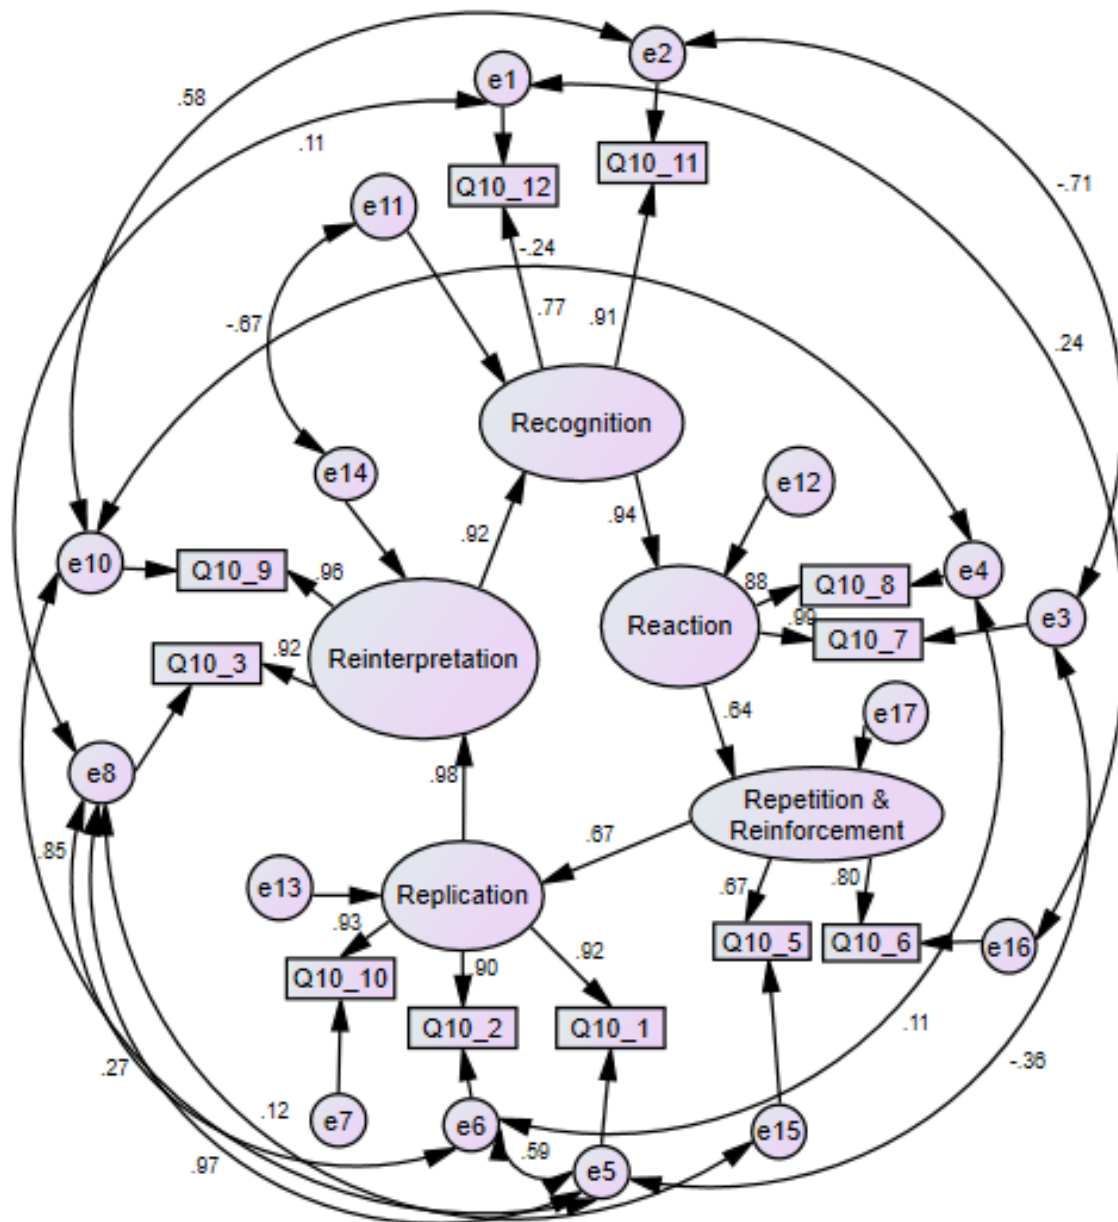 e2
e1
.58
.11
Q10_11
Q10_12
-.71
e11
-.24
.77
.91
-.67
.24
Recognition
e14
e12
.92
.94
e10
Q10_9
.96
.88
Q10_8
e4
.99
Q10_7
e3
Reaction
Q10_3
.92
Reinterpretation
.64
e17
e8
.98
Repetition &
Reinforcement
.85
.67
e13
Replication
.67
.80
.93
Q10_5
Q10_6
e16
.92
Q10_10
.90
Q10_2
Q10_1
.11
-.36
.27
.12
e7
e6
e15
.59
.97
e5